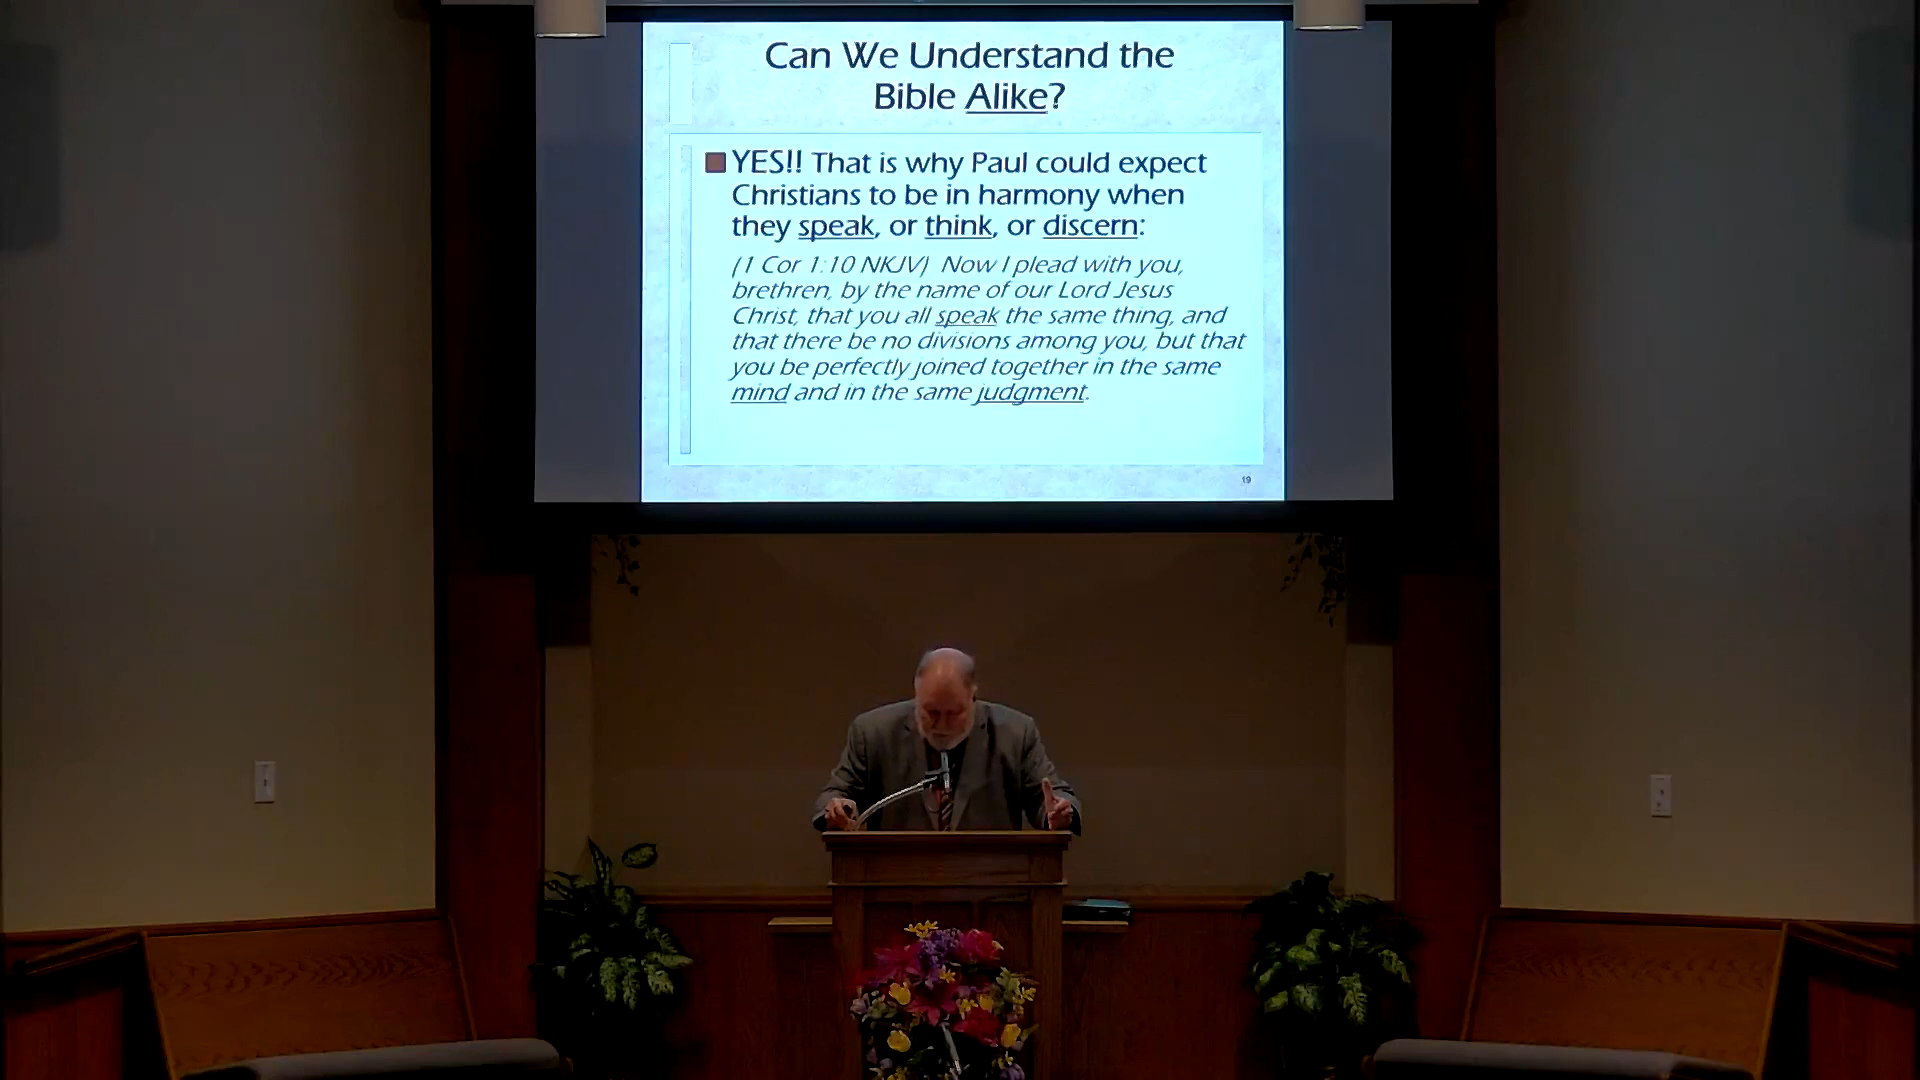 Can We Understand the
Bible Alike?
YES!! That is why Paul could expect
Christians to be in harmony when
they speak, or think, or discern:
(1 Cor 1:10 NKJV)  Now I plead with you,
brethren, by the name of our Lord Jesus
Christ, that you all speak the same thing, and
that there be no divisions among you, but that
you be perfectly joined together in the same
mind and in the same judgment.
19